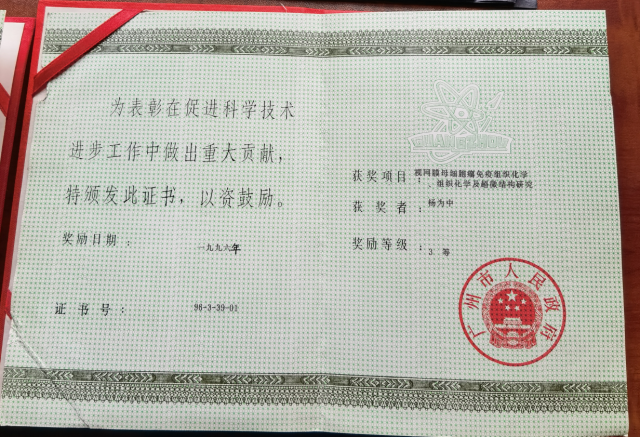 为表彰在促进科学技术
进步工作中做出重大贡献，
特颁发此证书，以资鼓励。
奖励日期：一九九六年
证书号：96-3-39-01
GUANGZHOU
获奖项目：视网膜母细胞瘤免疫组织化学
、组织化学及超微结构研究
获奖者：杨为中
奖励等级：3 等
广州市人民政府